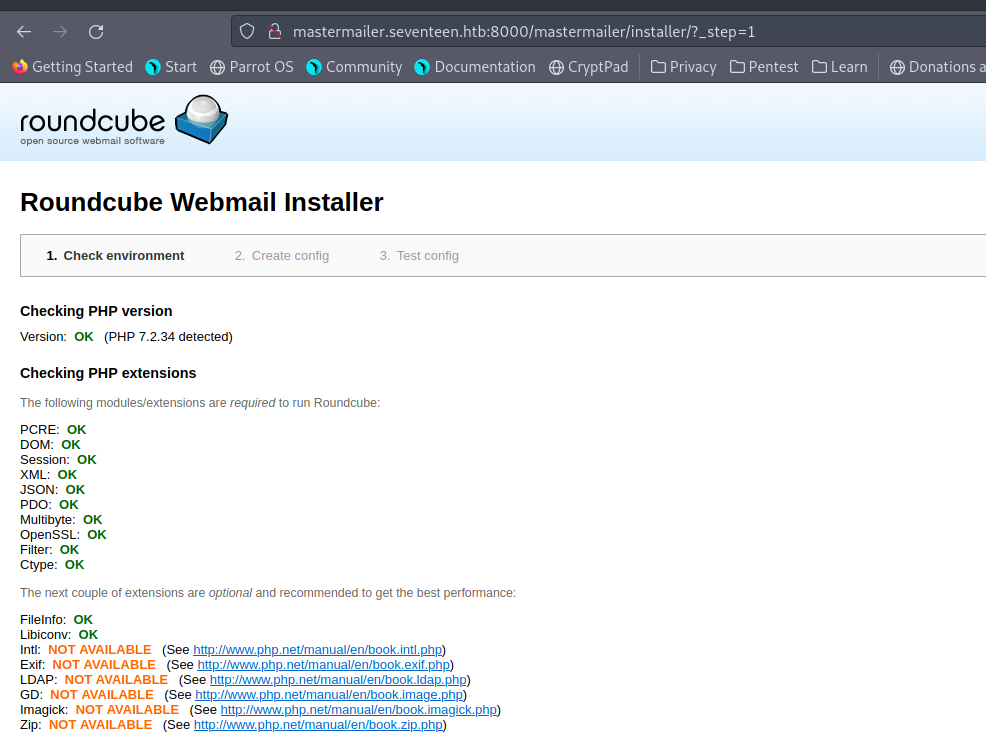 mastermailer.seventeen.htb:8000/mastermailer/installer/?_step=1
Getting Started Start Parrot OS Community Documentation CryptPad Privacy Pentest Learn Donations a
roundcube
open source webmail software
Roundcube Webmail Installer
1. Check environment 2. Create config 3. Test config
Checking PHP version
Version: OK (PHP 7.2.34 detected)
Checking PHP extensions
The following modules/extensions are required to run Roundcube:
PCRE: OK
DOM: OK
Session: OK
XML: OK
JSON: OK
PDO: OK
Multibyte: OK
OpenSSL: OK
Filter: OK
Ctype: OK
The next couple of extensions are optional and recommended to get the best performance:
FileInfo: OK
Libiconv: OK
Intl: NOT AVAILABLE (See http://www.php.net/manual/en/book.intl.php)
Exif: NOT AVAILABLE (See http://www.php.net/manual/en/book.exif.php)
LDAP: NOT AVAILABLE (See http://www.php.net/manual/en/book.ldap.php)
GD: NOT AVAILABLE (See http://www.php.net/manual/en/book.image.php)
Imagick: NOT AVAILABLE (See http://www.php.net/manual/en/book.imagick.php)
Zip: NOT AVAILABLE (See http://www.php.net/manual/en/book.zip.php)